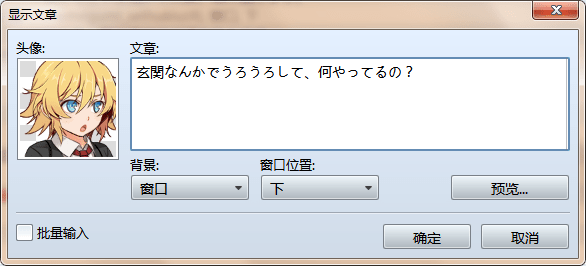 显示文章
头像:
文章:
玄関なんかでうろうろして、何やってるの？
背景:
窗口位置:
窗口
下
预览...
批量输入
确定
取消